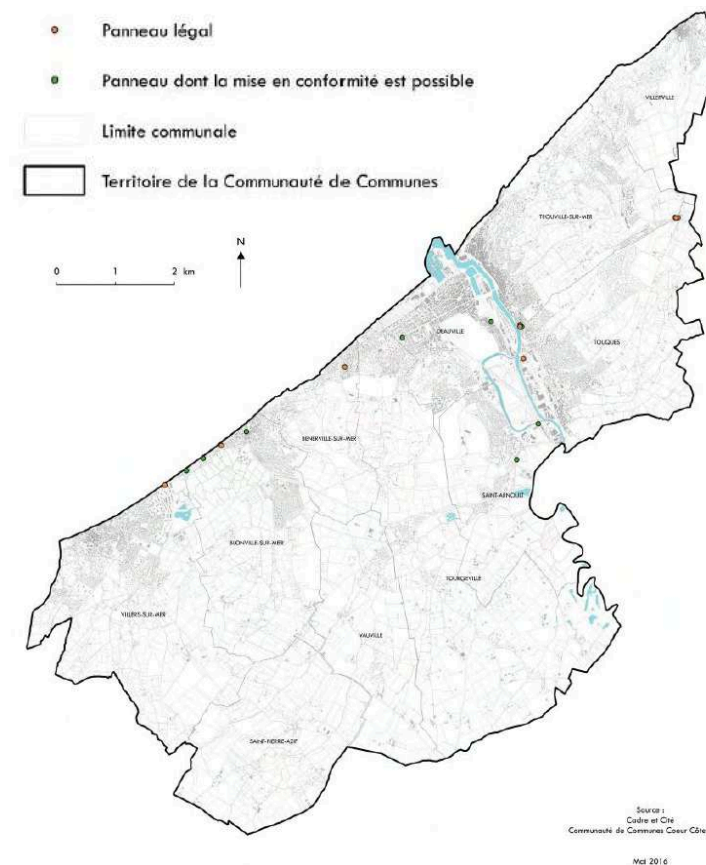 Panneau légal
Panneau dont la mise en conformité est possible
Limite communale
Territoire de la Communauté de Communes
N
0 1 2 km
VILLERVILLE
TROUVILLE-SUR-MER
DEAUVILLE
TOUQUES
BENERVILLE-SUR-MER
SAINT-ARNOULT
BLONVILLE-SUR-MER
TOURGEVILLE
VILLERS-SUR-MER
VAUVILLE
SAINT-PIERRE-AZIF
Source :
Cadre et Cité
Communauté de Communes Coeur Côte
Mai 2016